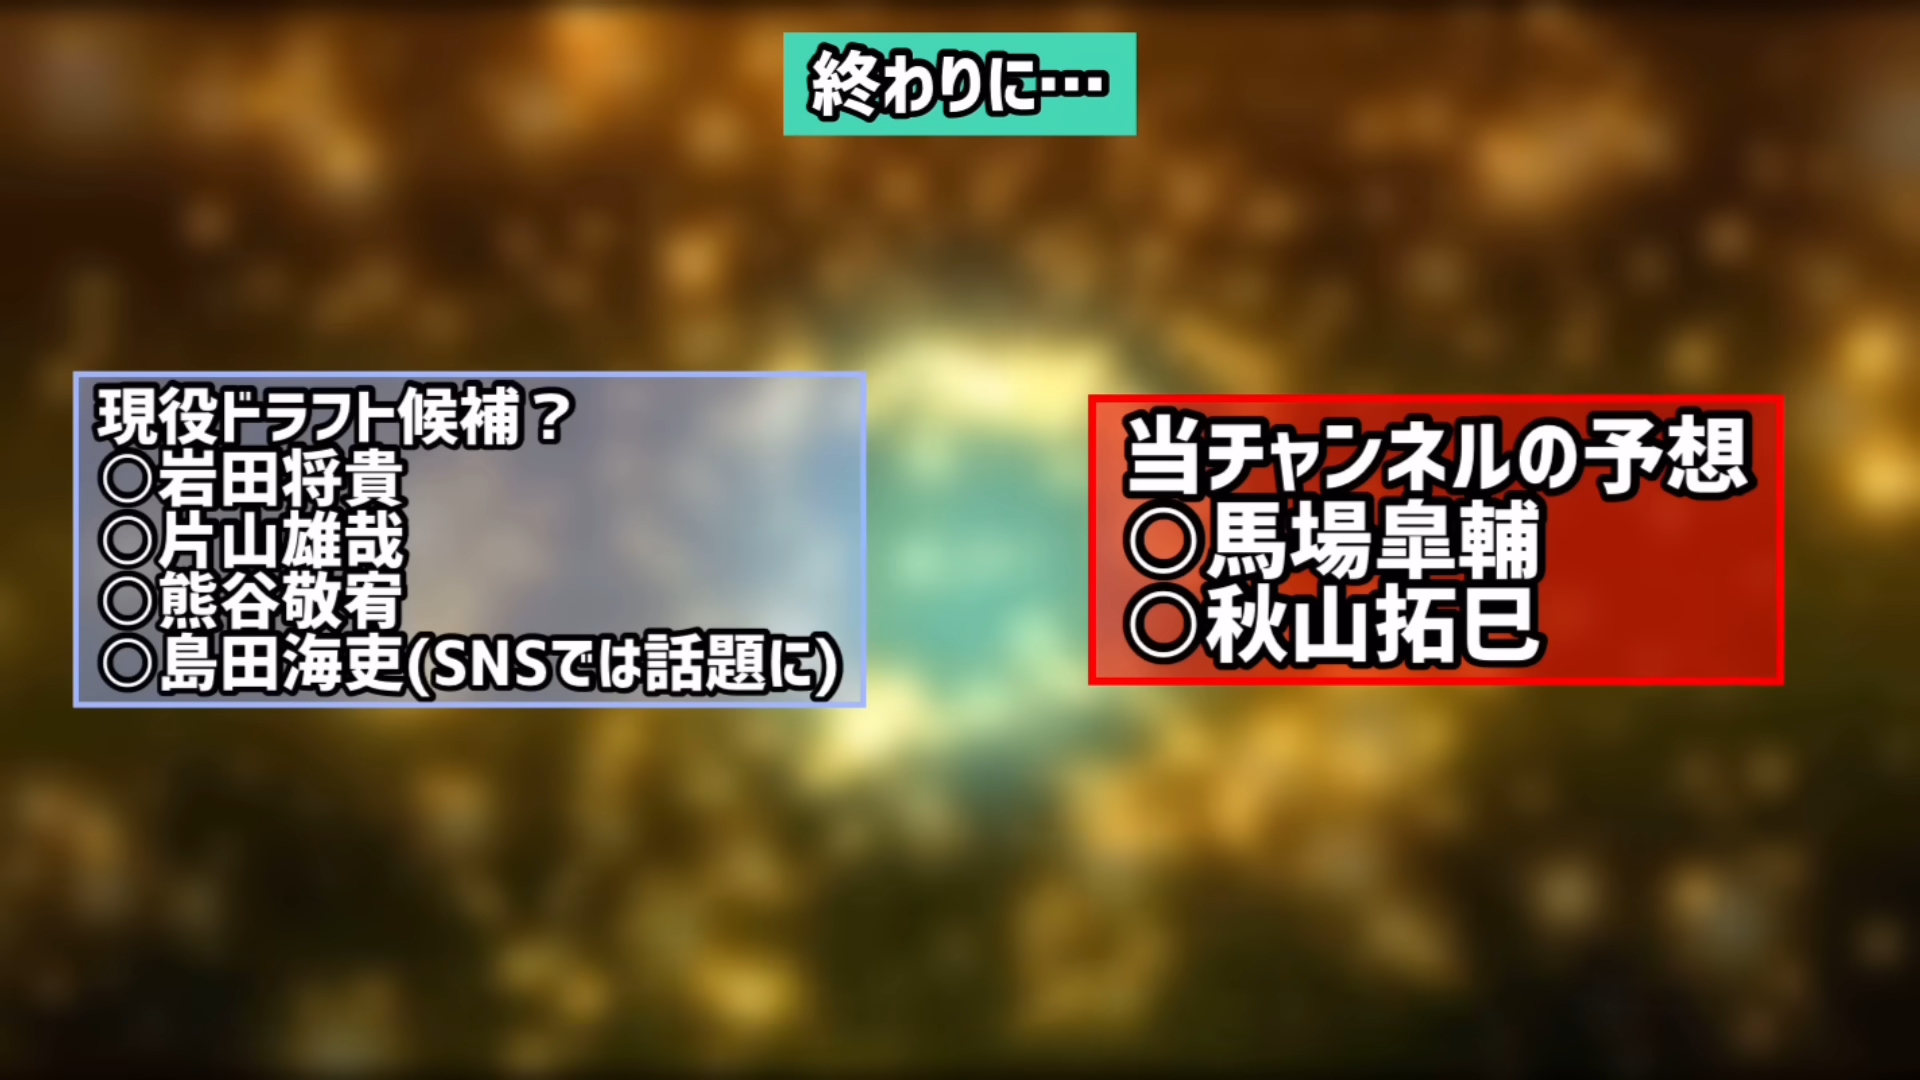 終わりに…
現役ドラフト候補？
○岩田将貴
○片山雄哉
○熊谷敬宥
○島田海吏(SNSでは話題に)
当チャンネルの予想
○馬場皐輔
○秋山拓巳